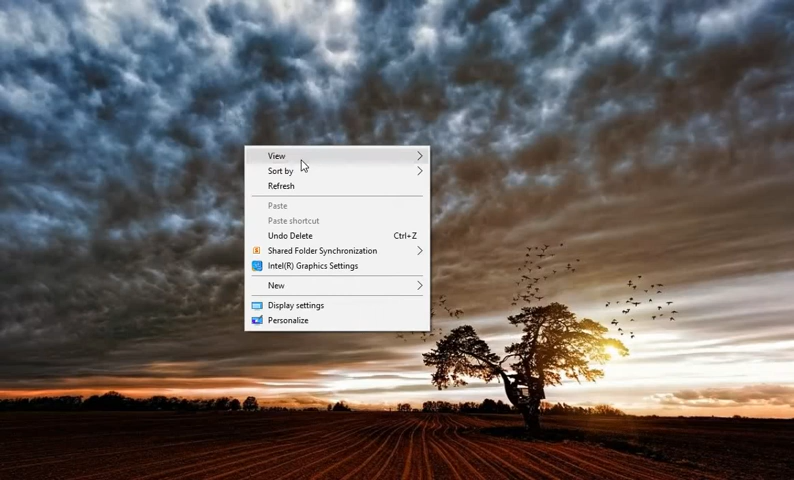 View
Sort by
Refresh
Paste
Paste shortcut
Undo Delete Ctrl+Z
Shared Folder Synchronization
Intel(R) Graphics Settings
New
Display settings
Personalize